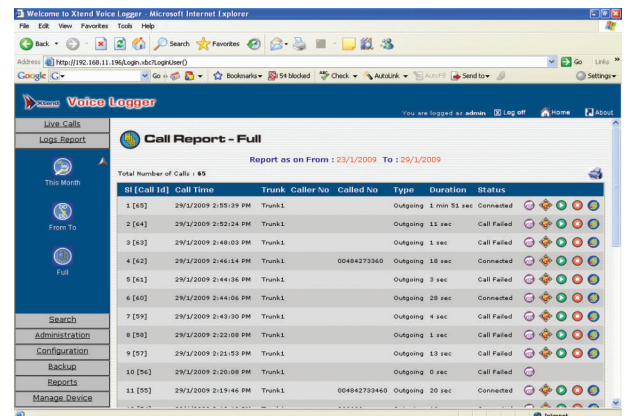 Welcome to Xtend Voice Logger - Microsoft Internet Explorer
File Edit View Favorites Tools Help
Back Search Favorites
Address http://192.168.11.196/Login.xbc?LoginUser() Go Links »
Google G Go Bookmarks 54 blocked Check AutoLink AutoFill Send to Settings
Xtend Voice Logger
You are logged as admin Log off Home About
Live Calls
Logs Report
This Month
From To
Full
Search
Administration
Configuration
Backup
Reports
Manage Device
Call Report - Full
Report as on From : 23/1/2009 To : 29/1/2009
Total Number of Calls : 65
Sl [Call Id] Call Time Trunk Caller No Called No Type Duration Status
1 [65] 29/1/2009 2:55:39 PM Trunk1 Outgoing 1 min 51 sec Connected
2 [64] 29/1/2009 2:52:24 PM Trunk1 Outgoing 11 sec Call Failed
3 [63] 29/1/2009 2:48:03 PM Trunk1 Outgoing 1 sec Call Failed
4 [62] 29/1/2009 2:46:14 PM Trunk1 00484273360 Outgoing 18 sec Connected
5 [61] 29/1/2009 2:44:36 PM Trunk1 Outgoing 3 sec Call Failed
6 [60] 29/1/2009 2:44:06 PM Trunk1 Outgoing 28 sec Connected
7 [59] 29/1/2009 2:43:30 PM Trunk1 Outgoing 4 sec Call Failed
8 [58] 29/1/2009 2:22:08 PM Trunk1 Outgoing 1 sec Call Failed
9 [57] 29/1/2009 2:21:53 PM Trunk1 Outgoing 13 sec Call Failed
10 [56] 29/1/2009 2:20:08 PM Trunk1 Outgoing 0 sec Call Failed
11 [55] 29/1/2009 2:19:46 PM Trunk1 004842733460 Outgoing 20 sec Connected
Internet